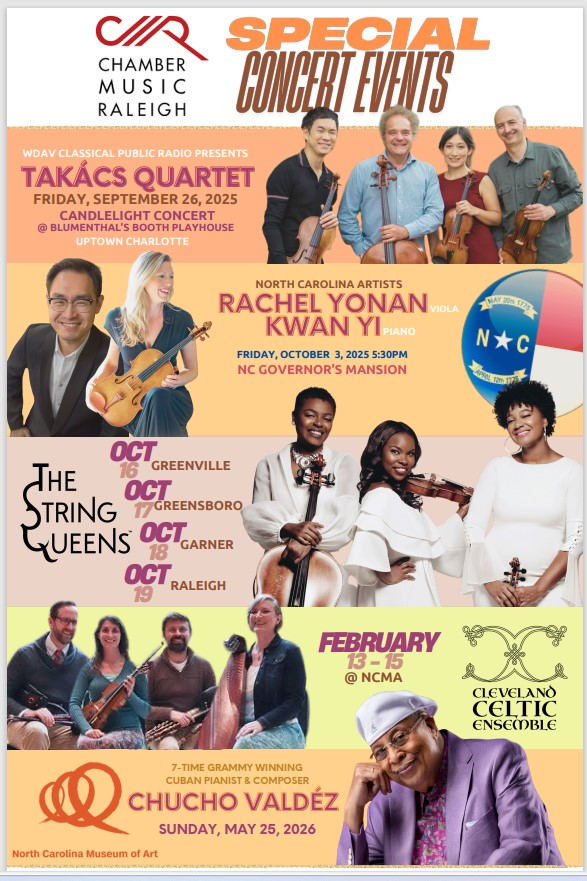 CHAMBER
MUSIC
RALEIGH
SPECIAL
CONCERT EVENTS
WDAV CLASSICAL PUBLIC RADIO PRESENTS
TAKÁCS QUARTET
FRIDAY, SEPTEMBER 26, 2025
CANDLELIGHT CONCERT
@ BLUMENTHAL'S BOOTH PLAYHOUSE
UPTOWN CHARLOTTE
NORTH CAROLINA ARTISTS
RACHEL YONAN VIOLA
KWAN YI PIANO
FRIDAY, OCTOBER 3, 2025 5:30PM
NC GOVERNOR'S MANSION
MAY 20th 1775
N ★ C
APRIL 12th 1776
THE
STRING
QUEENS™
OCT
16 GREENVILLE
OCT
17 GREENSBORO
OCT
18 GARNER
OCT
19 RALEIGH
FEBRUARY
13 - 15
@ NCMA
CLEVELAND
CELTIC
ENSEMBLE
7-TIME GRAMMY WINNING
CUBAN PIANIST & COMPOSER
CHUCHO VALDÉZ
SUNDAY, MAY 25, 2026
North Carolina Museum of Art